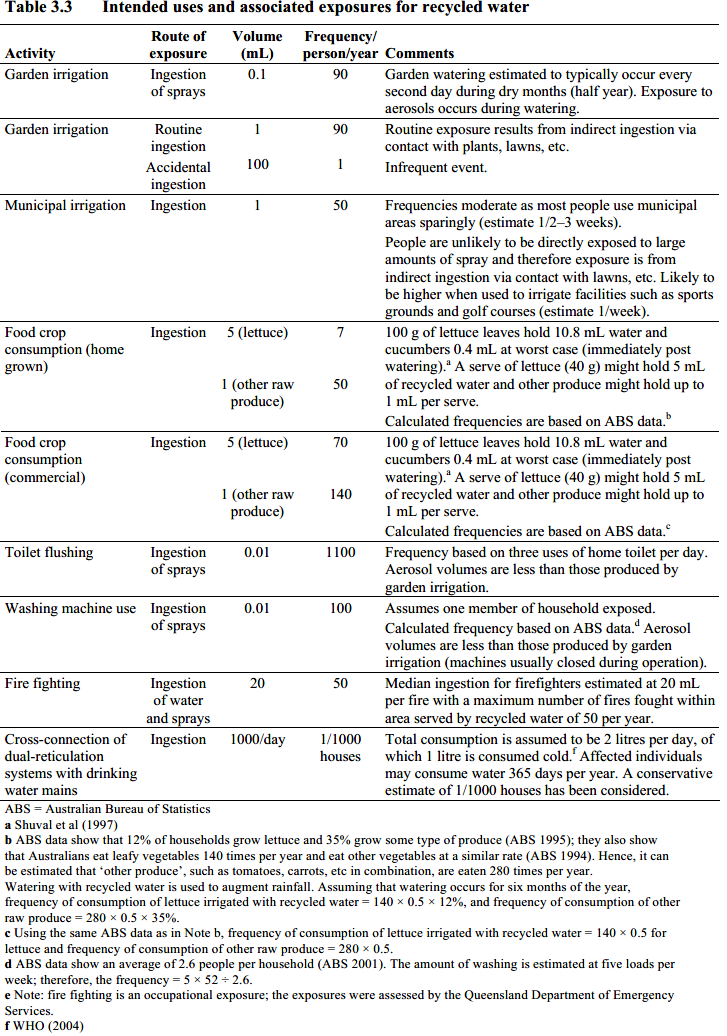 Table 3.3 Intended uses and associated exposures for recycled water
Activity Route of exposure Volume (mL) Frequency/person/year Comments
Garden irrigation Ingestion of sprays 0.1 90 Garden watering estimated to typically occur every
second day during dry months (half year). Exposure to
aerosols occurs during watering.
Garden irrigation Routine ingestion 1 90 Routine exposure results from indirect ingestion via
contact with plants, lawns, etc.
Accidental ingestion 100 1 Infrequent event.
Municipal irrigation Ingestion 1 50 Frequencies moderate as most people use municipal
areas sparingly (estimate 1/2–3 weeks).
People are unlikely to be directly exposed to large
amounts of spray and therefore exposure is from
indirect ingestion via contact with lawns, etc. Likely to
be higher when used to irrigate facilities such as sports
grounds and golf courses (estimate 1/week).
Food crop consumption (home grown) Ingestion 5 (lettuce) 7 100 g of lettuce leaves hold 10.8 mL water and
cucumbers 0.4 mL at worst case (immediately post
watering).a A serve of lettuce (40 g) might hold 5 mL
1 (other raw produce) 50 of recycled water and other produce might hold up to
1 mL per serve.
Calculated frequencies are based on ABS data.b
Food crop consumption (commercial) Ingestion 5 (lettuce) 70 100 g of lettuce leaves hold 10.8 mL water and
cucumbers 0.4 mL at worst case (immediately post
watering).a A serve of lettuce (40 g) might hold 5 mL
1 (other raw produce) 140 of recycled water and other produce might hold up to
1 mL per serve.
Calculated frequencies are based on ABS data.c
Toilet flushing Ingestion of sprays 0.01 1100 Frequency based on three uses of home toilet per day.
Aerosol volumes are less than those produced by
garden irrigation.
Washing machine use Ingestion of sprays 0.01 100 Assumes one member of household exposed.
Calculated frequency based on ABS data.d Aerosol
volumes are less than those produced by garden
irrigation (machines usually closed during operation).
Fire fighting Ingestion of water and sprays 20 50 Median ingestion for firefighters estimated at 20 mL
per fire with a maximum number of fires fought within
area served by recycled water of 50 per year.
Cross-connection of dual-reticulation systems with drinking water mains Ingestion 1000/day 1/1000 houses Total consumption is assumed to be 2 litres per day, of
which 1 litre is consumed cold.f Affected individuals
may consume water 365 days per year. A conservative
estimate of 1/1000 houses has been considered.
ABS = Australian Bureau of Statistics
a Shuval et al (1997)
b ABS data show that 12% of households grow lettuce and 35% grow some type of produce (ABS 1995); they also show
that Australians eat leafy vegetables 140 times per year and eat other vegetables at a similar rate (ABS 1994). Hence, it can
be estimated that ‘other produce’, such as tomatoes, carrots, etc in combination, are eaten 280 times per year.
Watering with recycled water is used to augment rainfall. Assuming that watering occurs for six months of the year,
frequency of consumption of lettuce irrigated with recycled water = 140 × 0.5 × 12%, and frequency of consumption of other
raw produce = 280 × 0.5 × 35%.
c Using the same ABS data as in Note b, frequency of consumption of lettuce irrigated with recycled water = 140 × 0.5 for
lettuce and frequency of consumption of other raw produce = 280 × 0.5.
d ABS data show an average of 2.6 people per household (ABS 2001). The amount of washing is estimated at five loads per
week; therefore, the frequency = 5 × 52 ÷ 2.6.
e Note: fire fighting is an occupational exposure; the exposures were assessed by the Queensland Department of Emergency
Services.
f WHO (2004)